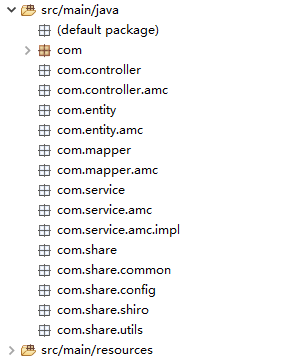 src/main/java
(default package)
com
com.controller
com.controller.amc
com.entity
com.entity.amc
com.mapper
com.mapper.amc
com.service
com.service.amc
com.service.amc.impl
com.share
com.share.common
com.share.config
com.share.shiro
com.share.utils
src/main/resources